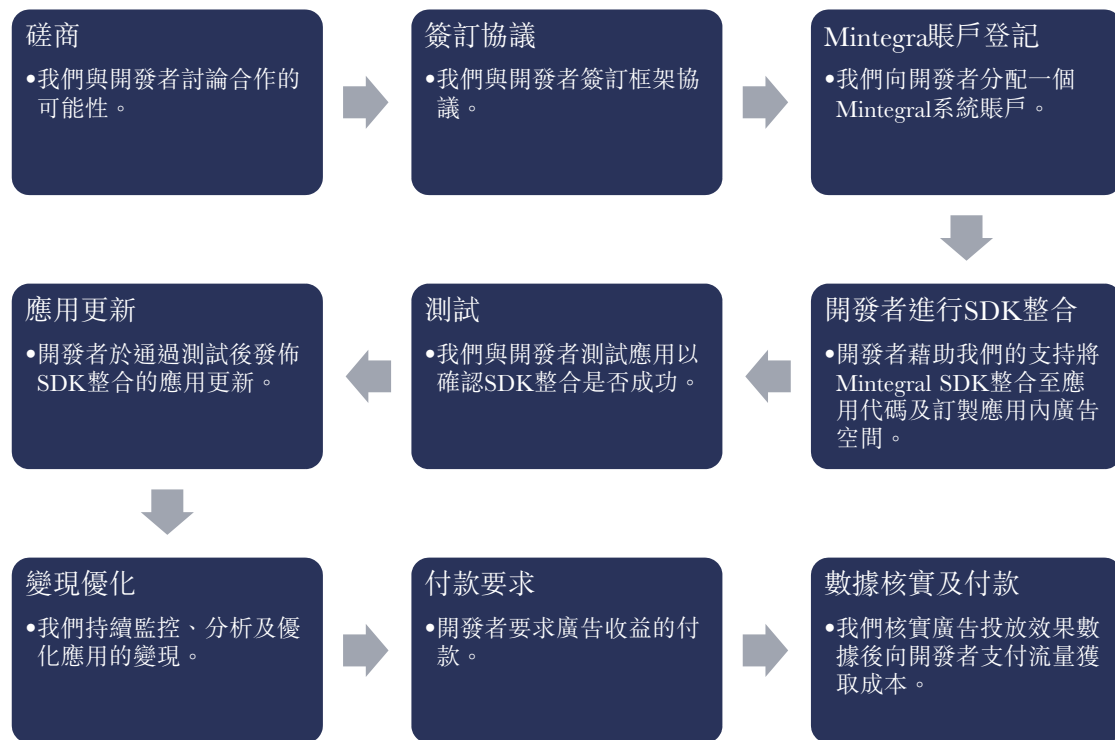 磋商
•我們與開發者討論合作的
可能性。
簽訂協議
•我們與開發者簽訂框架協
議。
Mintegra賬戶登記
•我們向開發者分配一個
Mintegral系統賬戶。
開發者進行SDK整合
•開發者藉助我們的支持將
Mintegral SDK整合至應
用代碼及訂製應用內廣告
空間。
測試
•我們與開發者測試應用以
確認SDK整合是否成功。
應用更新
•開發者於通過測試後發佈
SDK整合的應用更新。
變現優化
•我們持續監控、分析及優
化應用的變現。
付款要求
•開發者要求廣告收益的付
款。
數據核實及付款
•我們核實廣告投放效果數
據後向開發者支付流量獲
取成本。